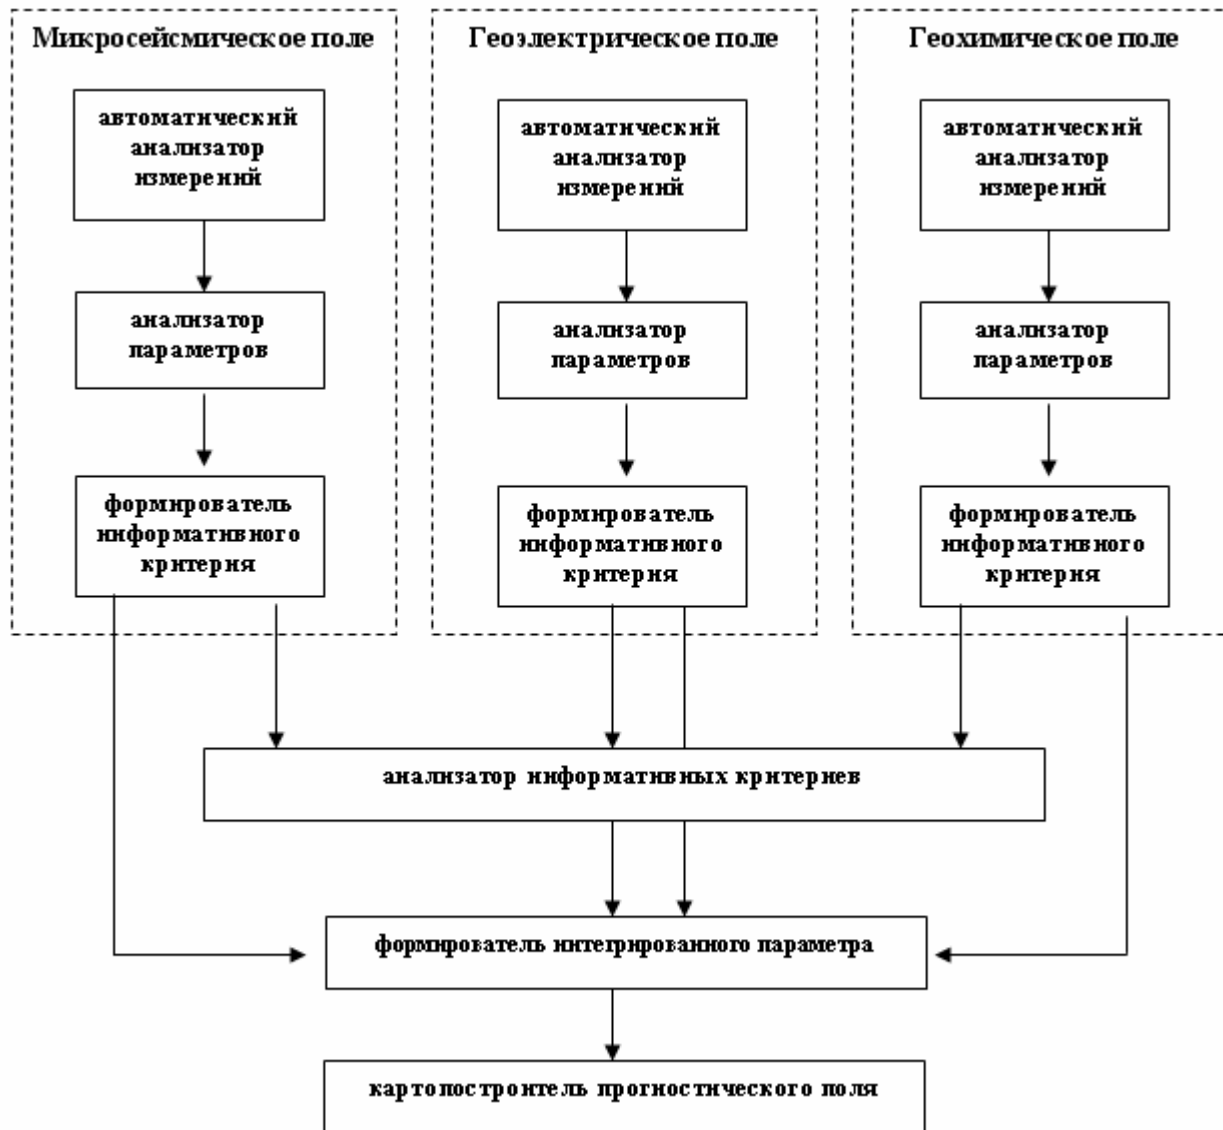 Микросейсмическое поле
автоматический
анализатор
измерений
анализатор
параметров
формирователь
информативного
критерия
Геоэлектрическое поле
автоматический
анализатор
измерений
анализатор
параметров
формирователь
информативного
критерия
Геохимическое поле
автоматический
анализатор
измерений
анализатор
параметров
формирователь
информативного
критерия
анализатор информативных критериев
формирователь интегрированного параметра
картопостроитель прогностического поля